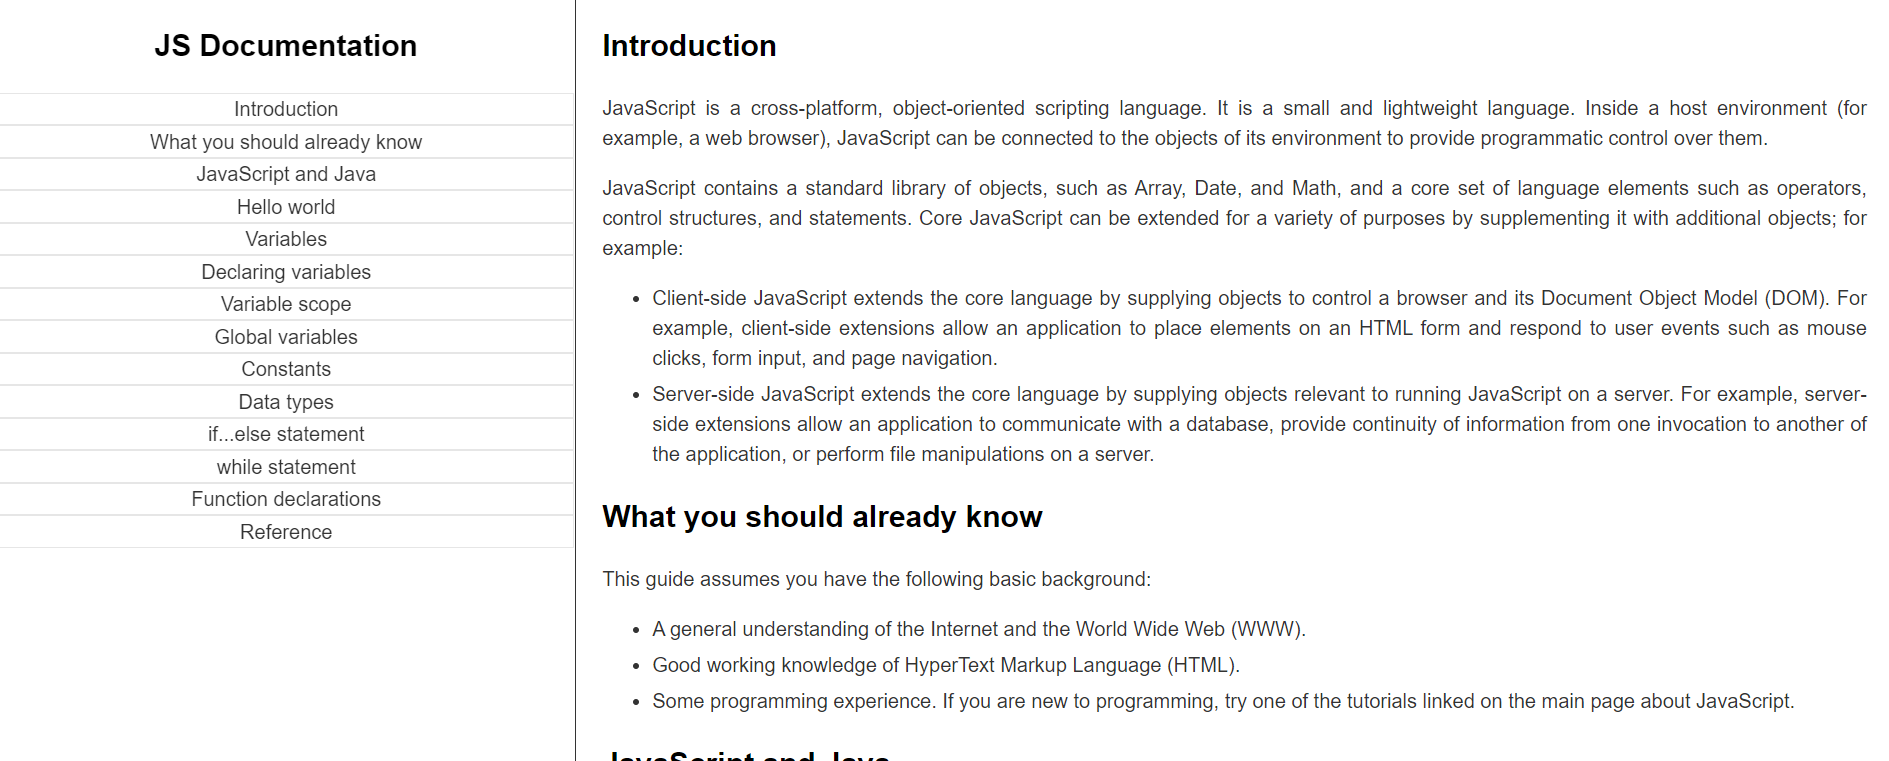 JS Documentation
Introduction
What you should already know
JavaScript and Java
Hello world
Variables
Declaring variables
Variable scope
Global variables
Constants
Data types
if...else statement
while statement
Function declarations
Reference
Introduction
JavaScript is a cross-platform, object-oriented scripting language. It is a small and lightweight language. Inside a host environment (for
example, a web browser), JavaScript can be connected to the objects of its environment to provide programmatic control over them.
JavaScript contains a standard library of objects, such as Array, Date, and Math, and a core set of language elements such as operators,
control structures, and statements. Core JavaScript can be extended for a variety of purposes by supplementing it with additional objects; for
example:
• Client-side JavaScript extends the core language by supplying objects to control a browser and its Document Object Model (DOM). For
example, client-side extensions allow an application to place elements on an HTML form and respond to user events such as mouse
clicks, form input, and page navigation.
• Server-side JavaScript extends the core language by supplying objects relevant to running JavaScript on a server. For example, server-
side extensions allow an application to communicate with a database, provide continuity of information from one invocation to another of
the application, or perform file manipulations on a server.
What you should already know
This guide assumes you have the following basic background:
• A general understanding of the Internet and the World Wide Web (WWW).
• Good working knowledge of HyperText Markup Language (HTML).
• Some programming experience. If you are new to programming, try one of the tutorials linked on the main page about JavaScript.
JavaScript and Java